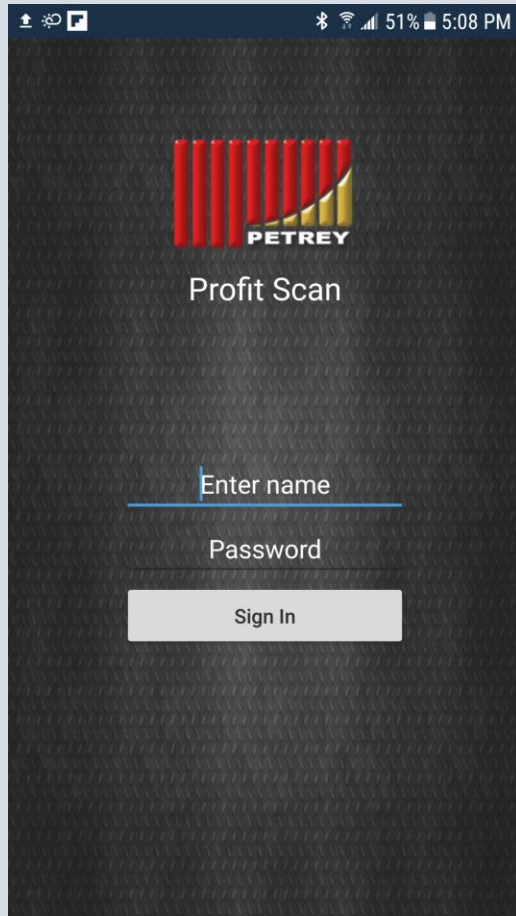 51% 5:08 PM
PETREY
Profit Scan
Enter name
Password
Sign In